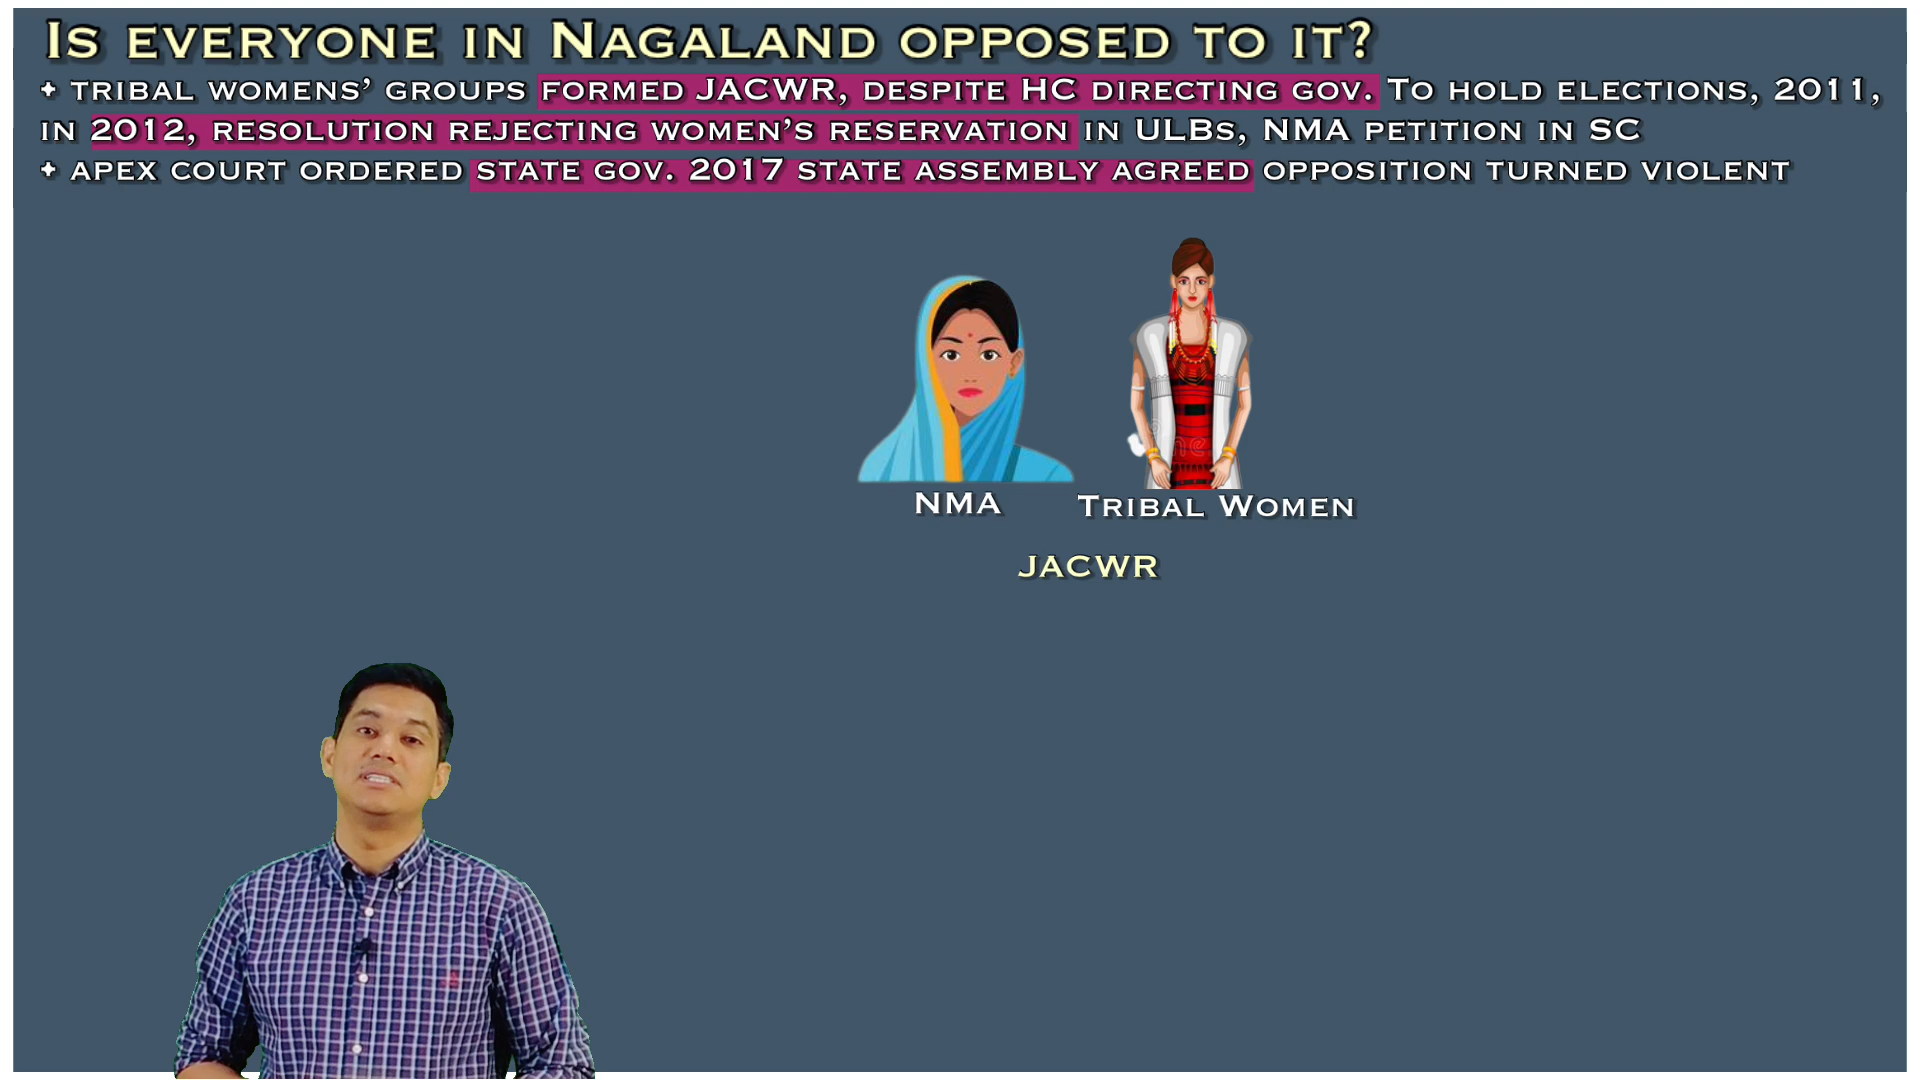 Is everyone in Nagaland opposed to it?
+ tribal womens' groups formed JACWR, despite HC directing gov. To hold elections, 2011,
in 2012, resolution rejecting women's reservation in ULBs, NMA petition in SC
+ apex court ordered state gov. 2017 state assembly agreed opposition turned violent
NMA
Tribal Women
JACWR